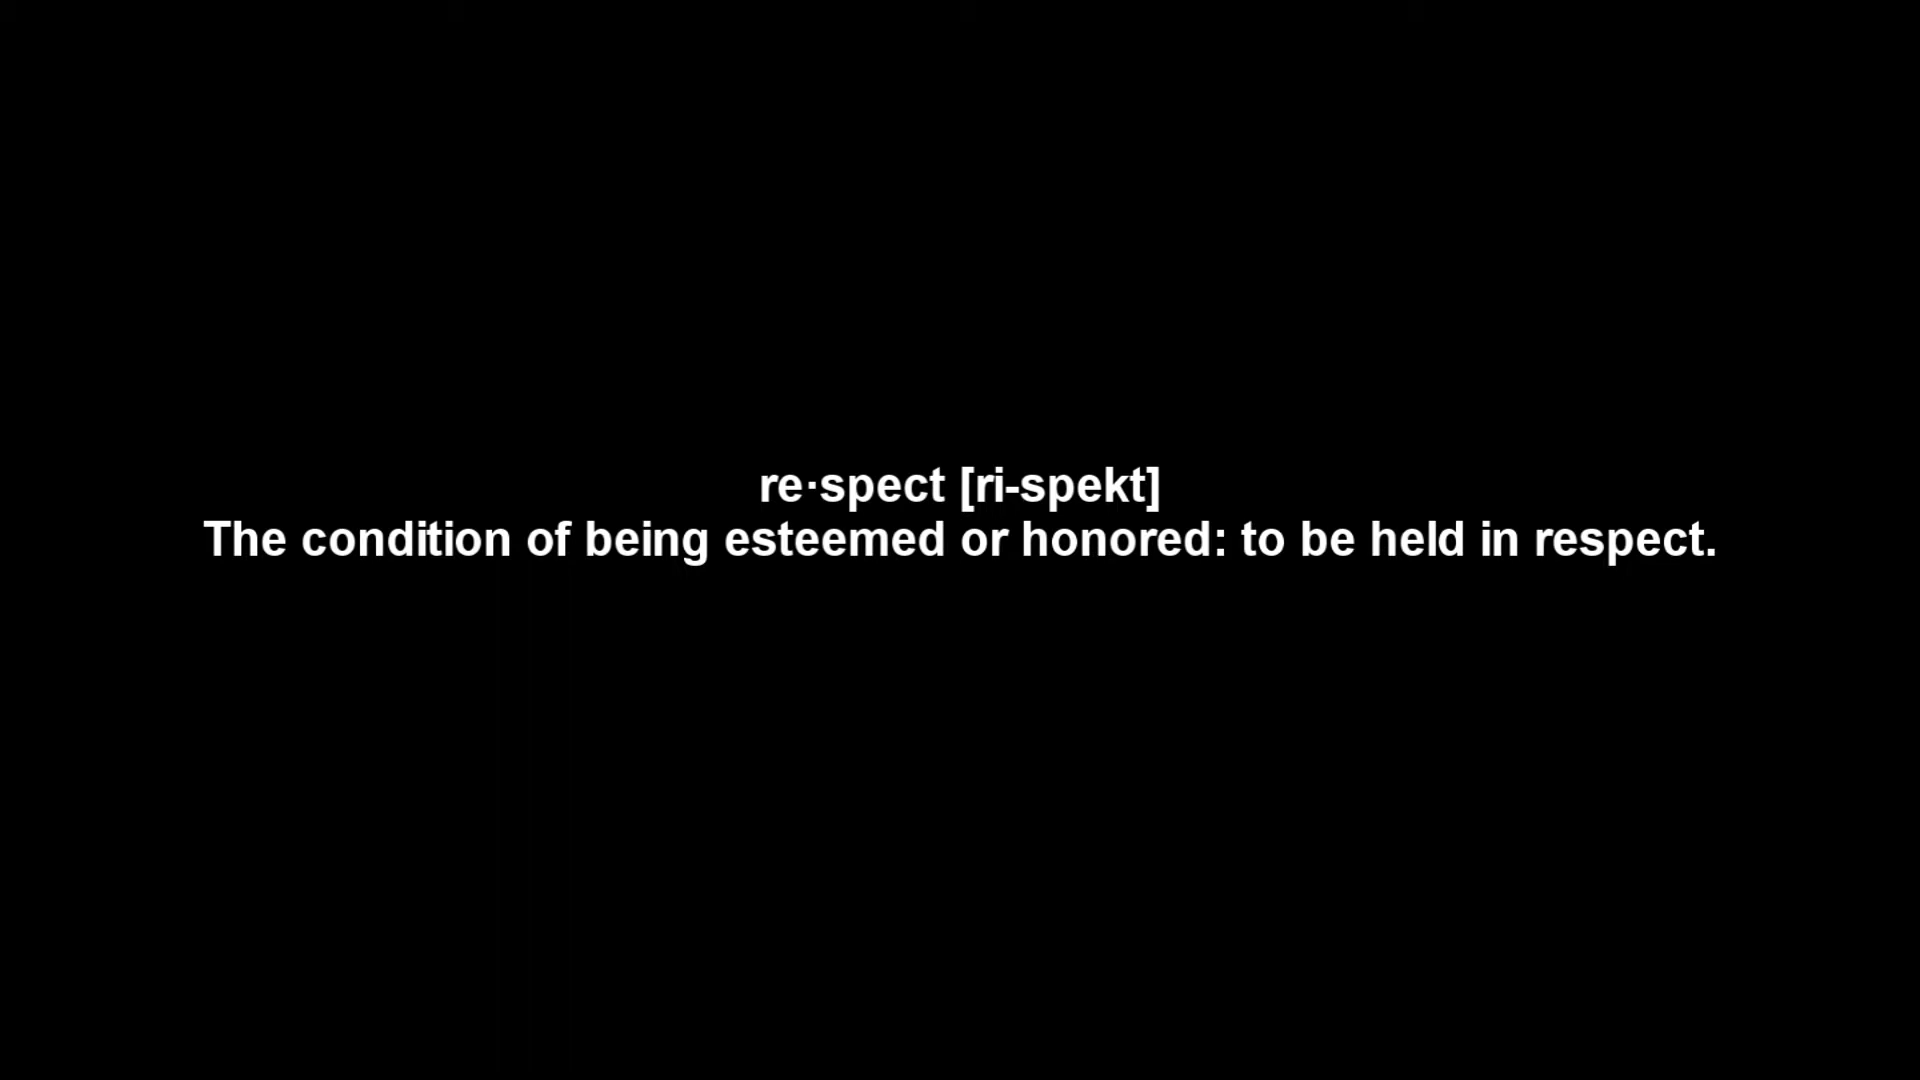 re·spect [ri-spekt]
The condition of being esteemed or honored: to be held in respect.